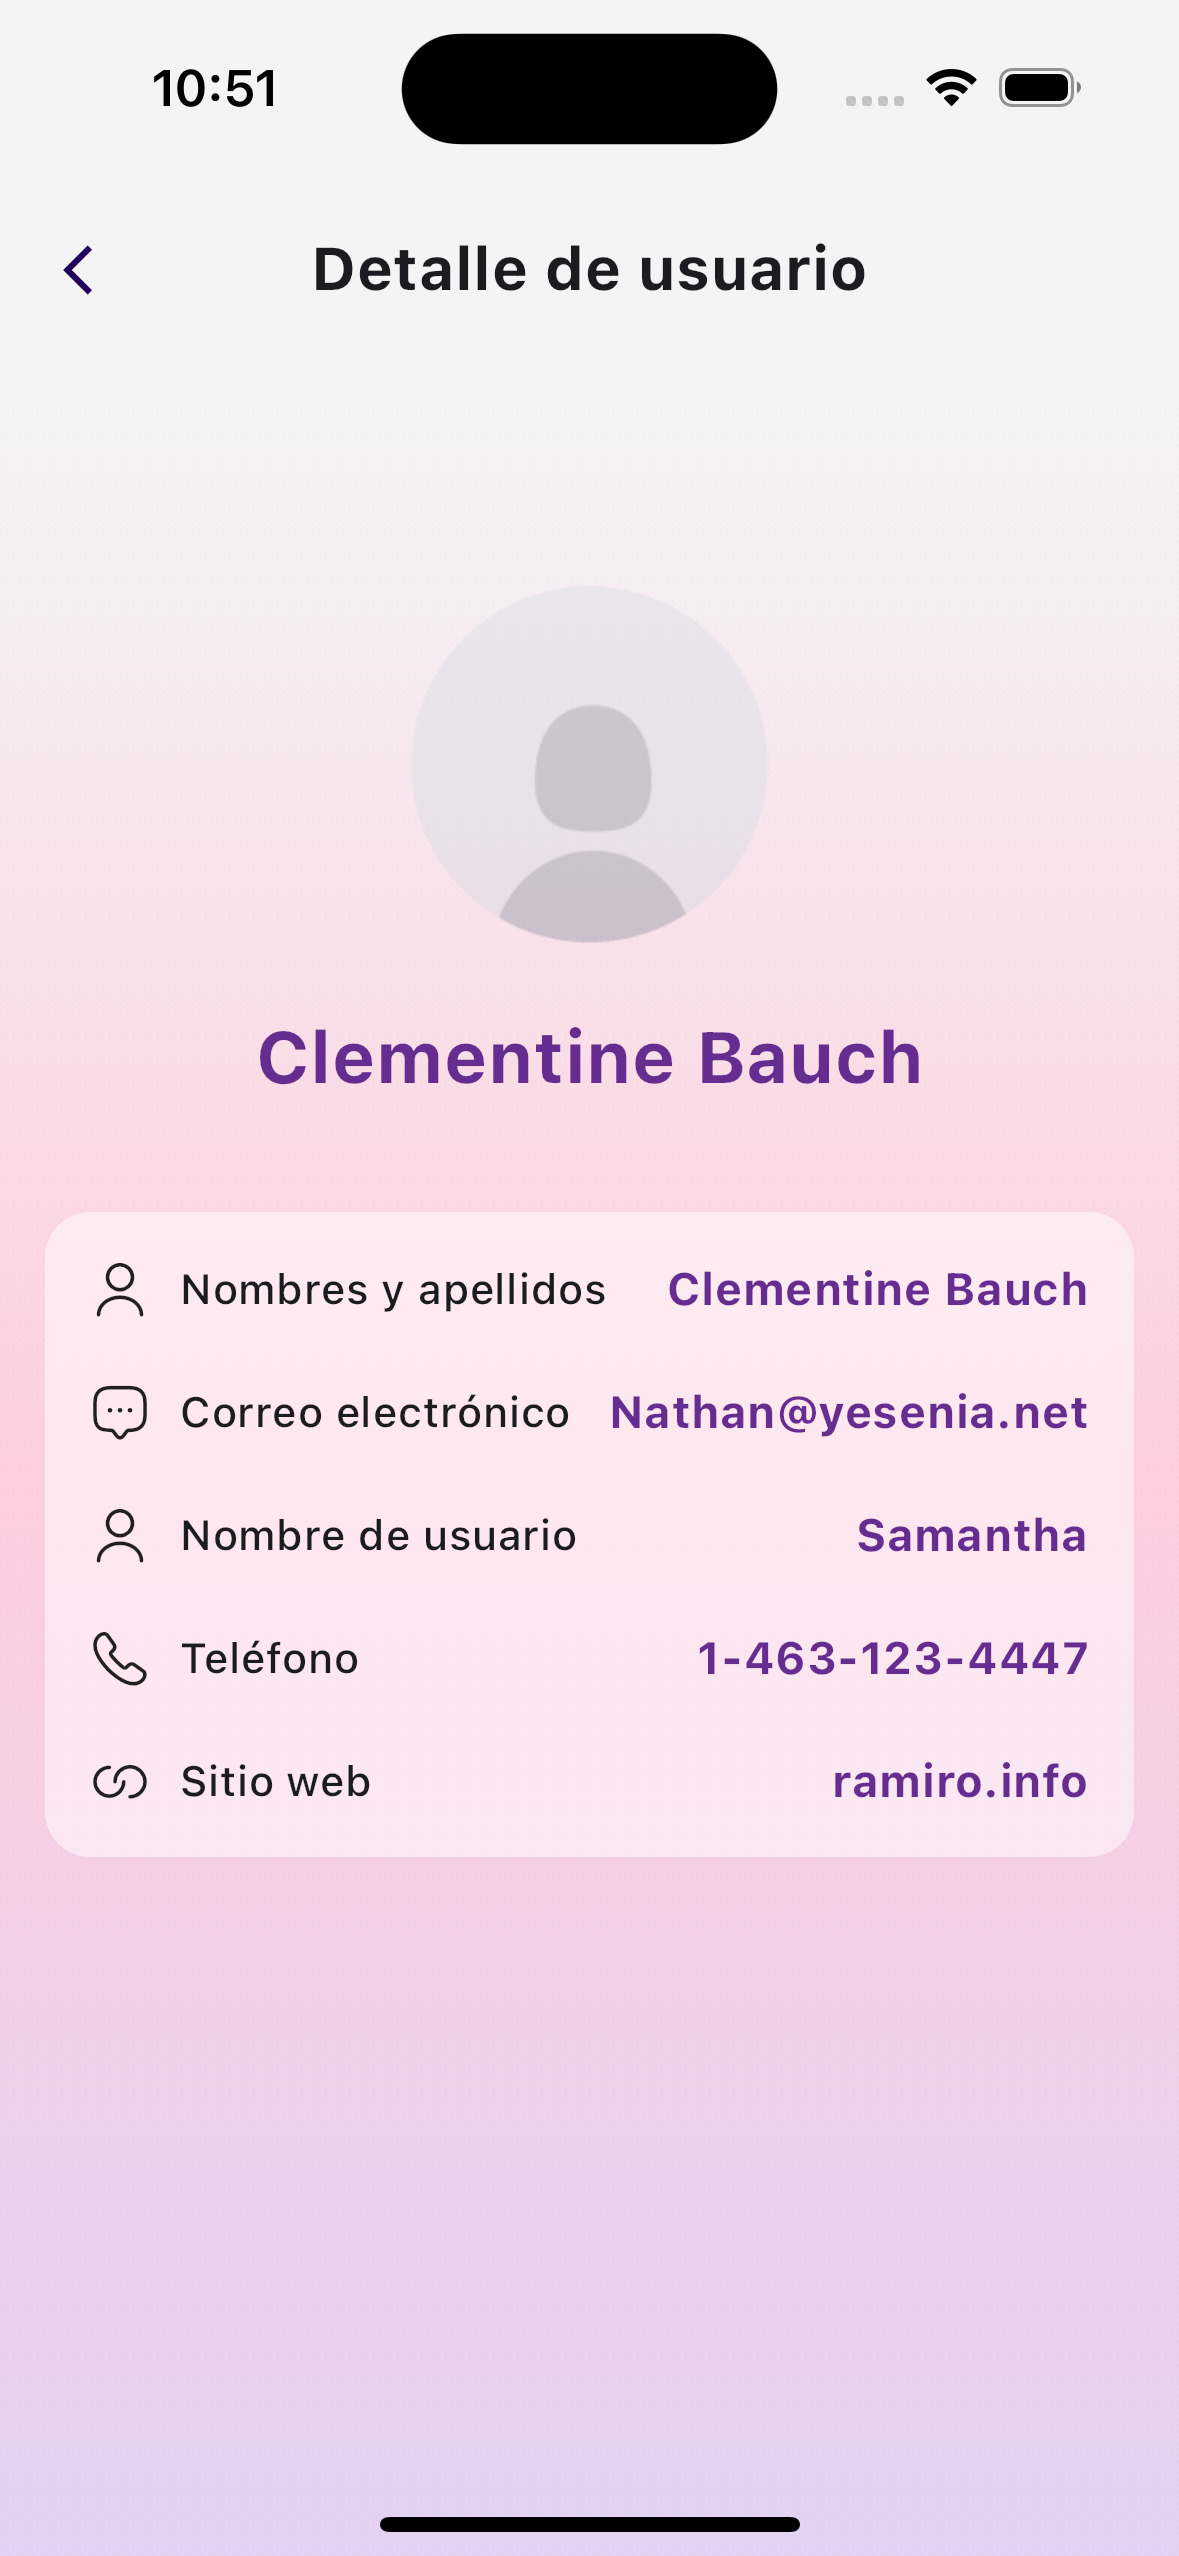 10:51
Detalle de usuario
Clementine Bauch
Nombres y apellidos Clementine Bauch
Correo electrónico Nathan@yesenia.net
Nombre de usuario Samantha
Teléfono 1-463-123-4447
Sitio web ramiro.info